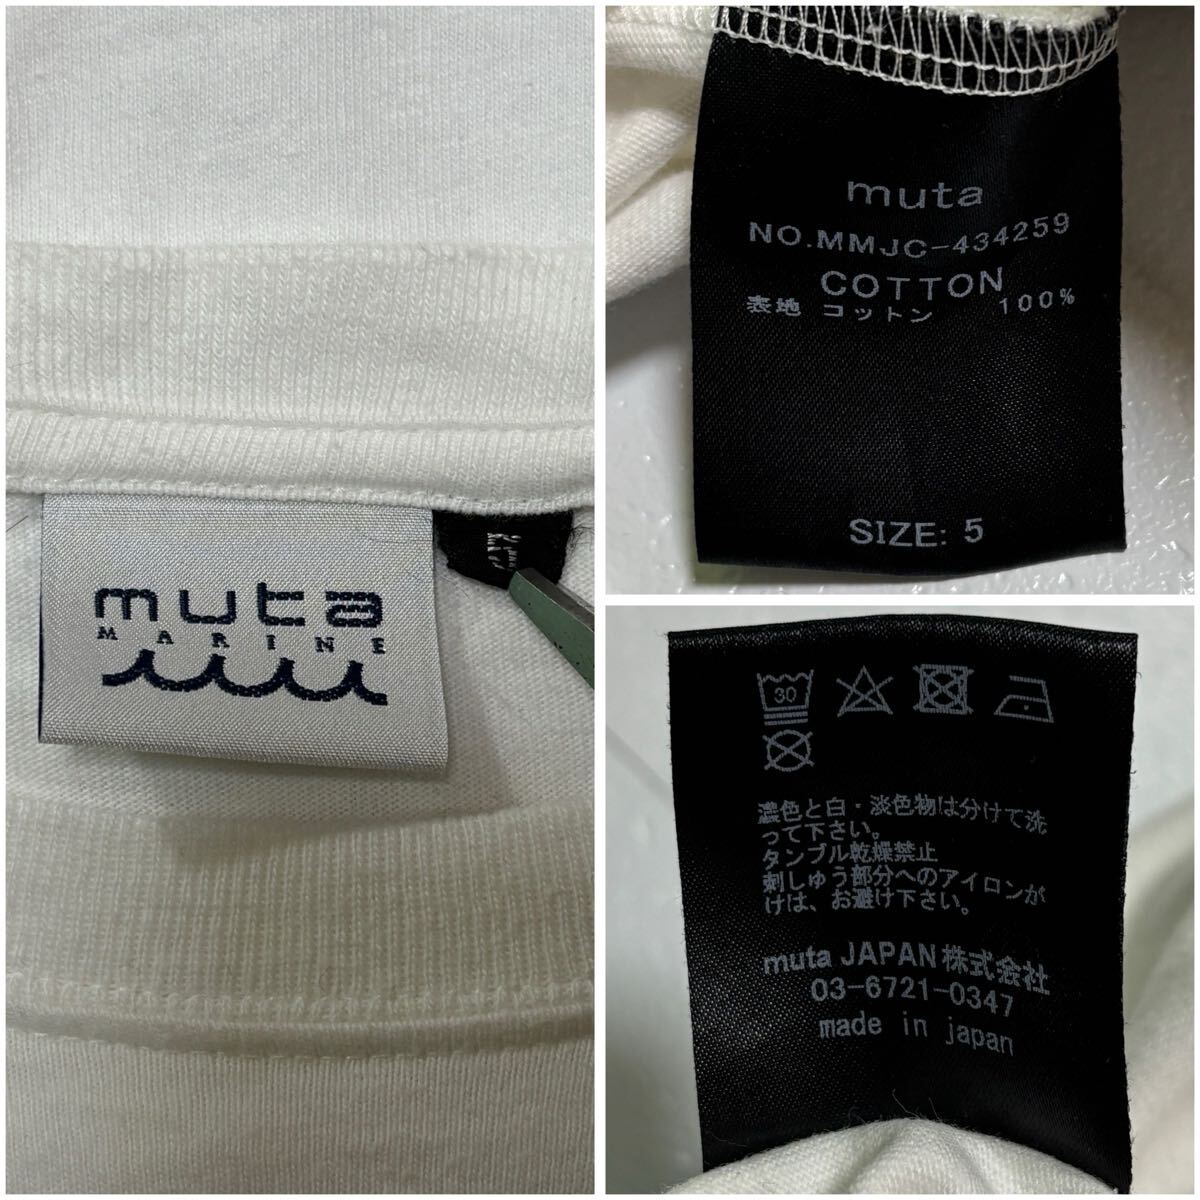 muta
MARINE
muta
NO.MMJC-434259
COTTON
表地 コットン 100%
SIZE: 5
30
濃色と白・淡色物は分けて洗
って下さい。
タンブル乾燥禁止
刺しゅう部分へのアイロンが
けは、お避け下さい。
muta JAPAN株式会社
03-6721-0347
made in japan